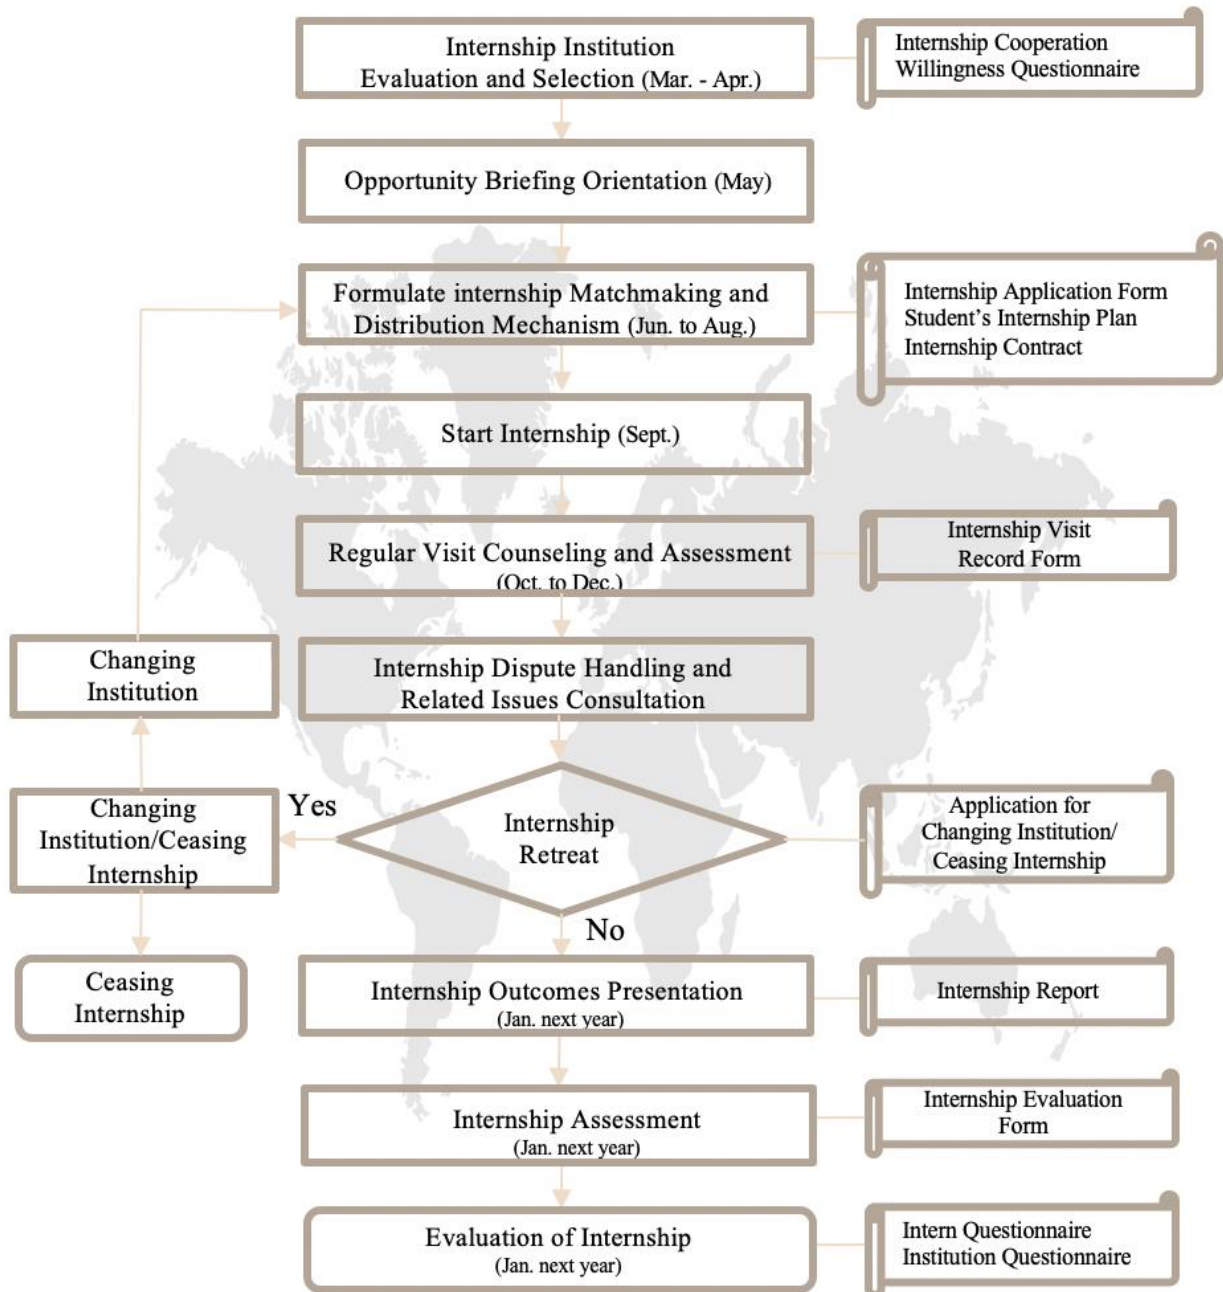 Internship Institution
Evaluation and Selection (Mar. - Apr.)
Internship Cooperation
Willingness Questionnaire
Opportunity Briefing Orientation (May)
Formulate internship Matchmaking and
Distribution Mechanism (Jun. to Aug.)
Internship Application Form
Student’s Internship Plan
Internship Contract
Start Internship (Sept.)
Regular Visit Counseling and Assessment
(Oct. to Dec.)
Internship Visit
Record Form
Changing
Institution
Internship Dispute Handling and
Related Issues Consultation
Changing
Institution/Ceasing
Internship
Yes
Internship
Retreat
Application for
Changing Institution/
Ceasing Internship
No
Ceasing
Internship
Internship Outcomes Presentation
(Jan. next year)
Internship Report
Internship Assessment
(Jan. next year)
Internship Evaluation
Form
Evaluation of Internship
(Jan. next year)
Intern Questionnaire
Institution Questionnaire